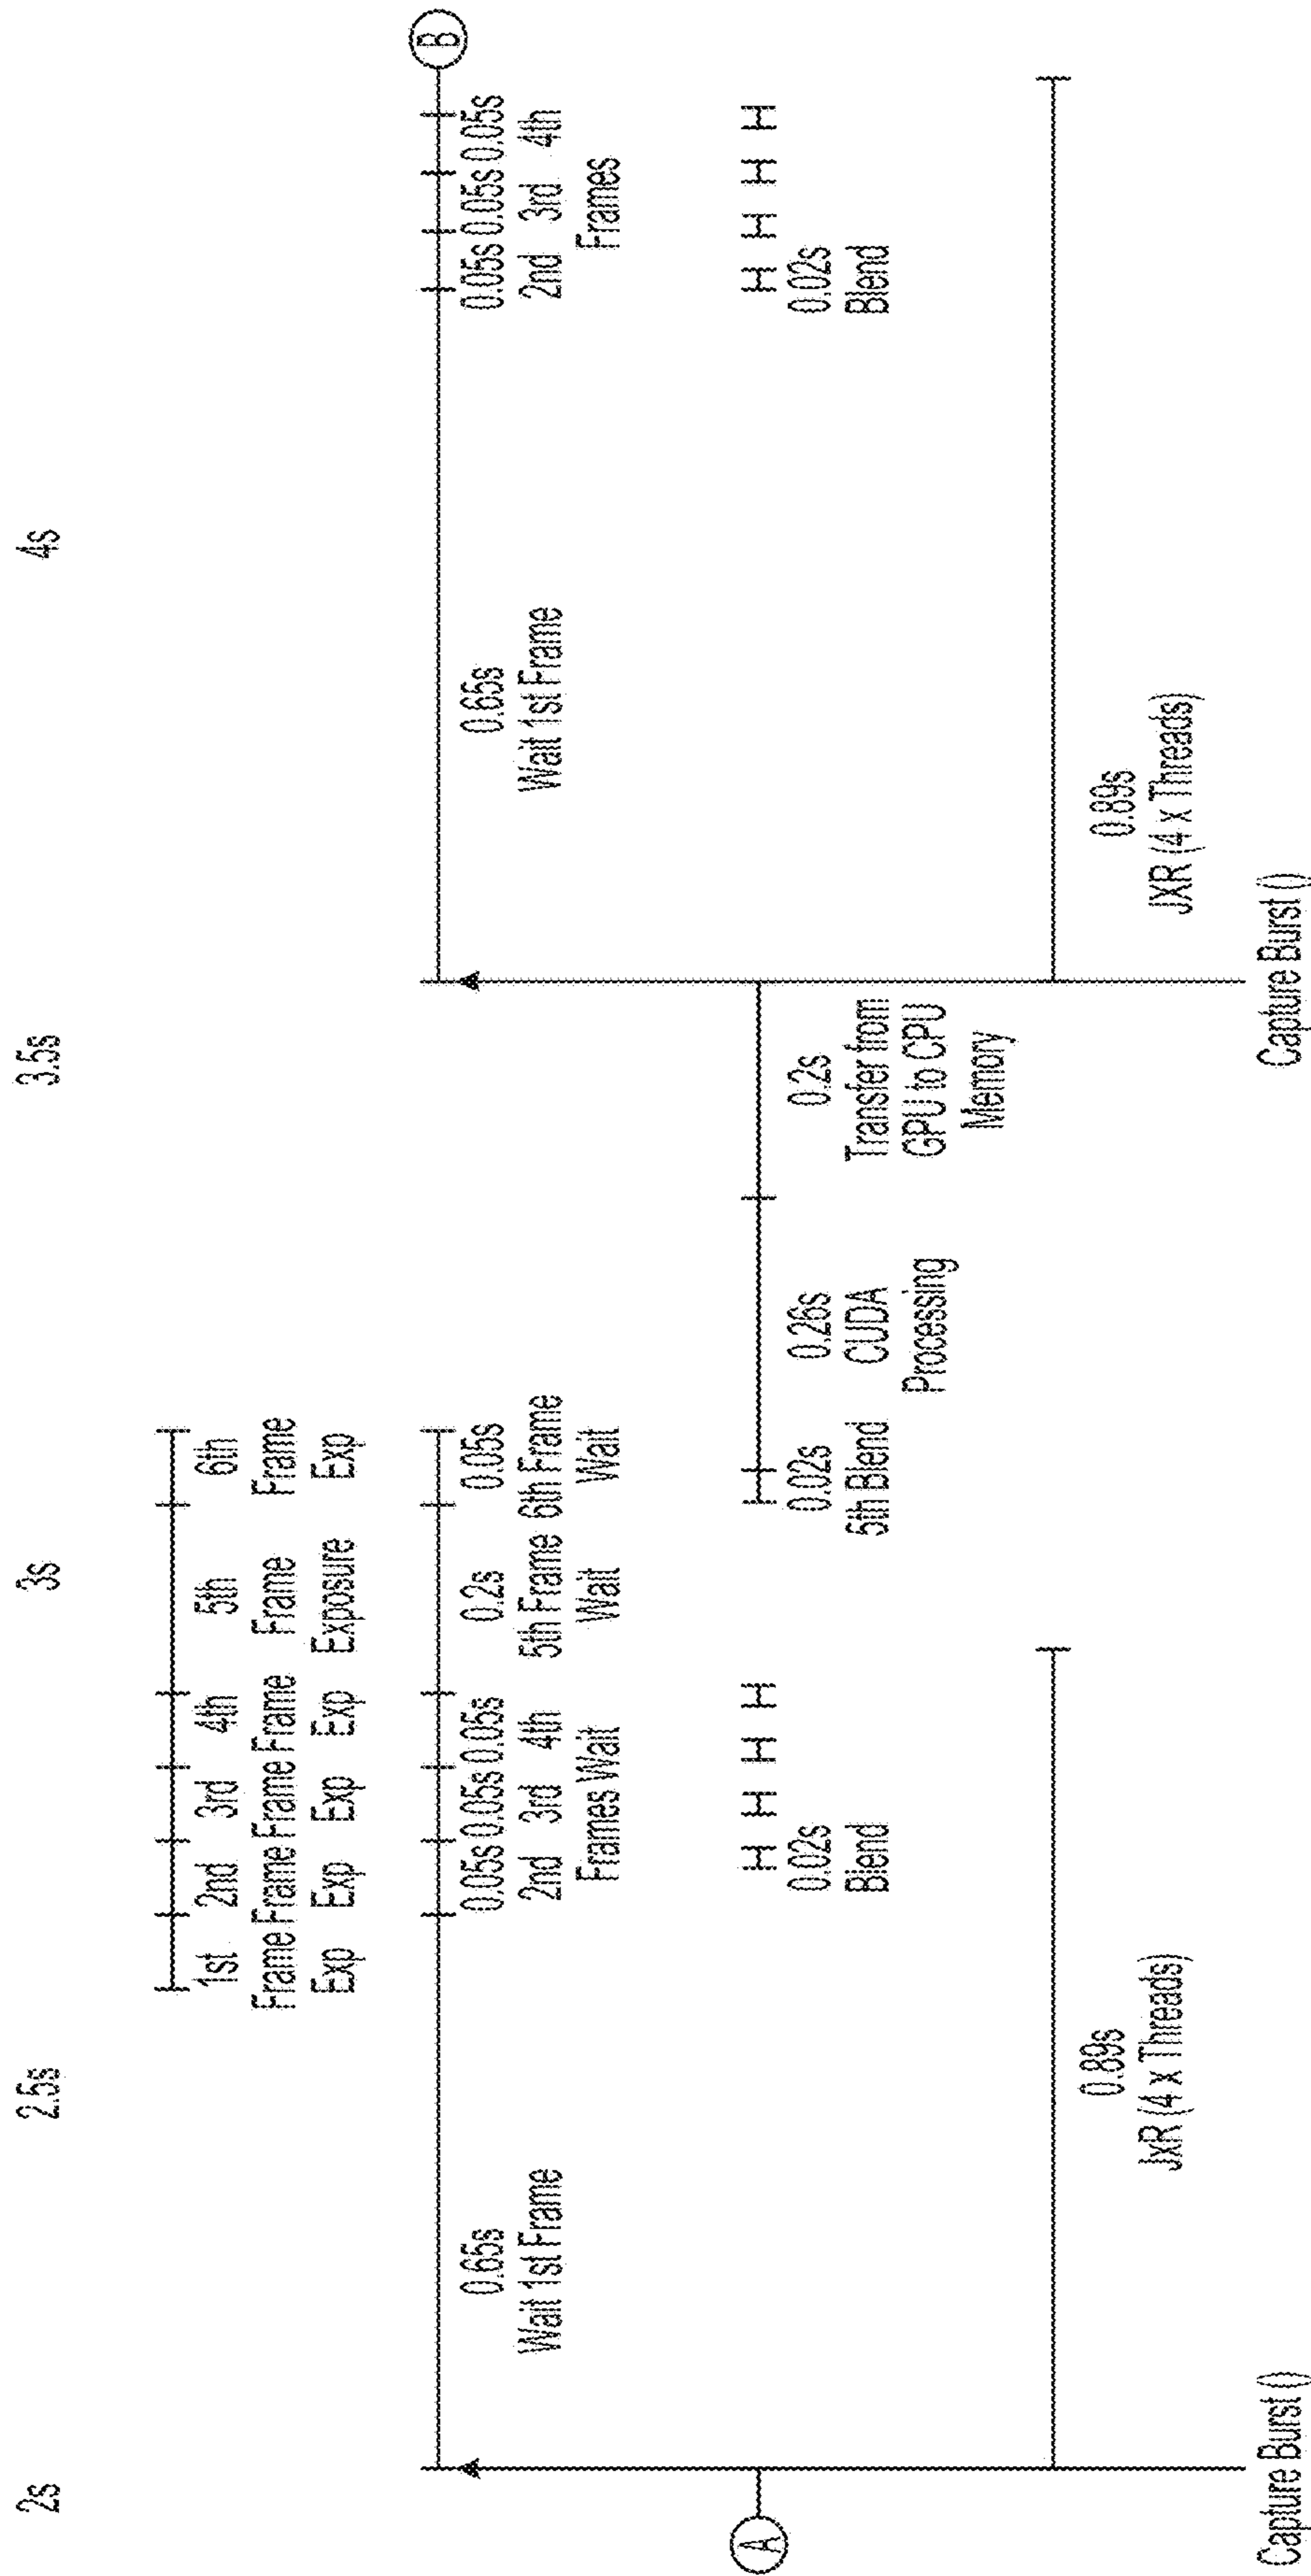 2s
2.5s
3s
3.5s
4s
1st
2nd
3rd
4th
5th
6th
Frame Frame Frame Frame
Frame
Frame
Exp
Exp
Exp
Exp
Exposure
Exp
B
0.65s
Wait 1st Frame
0.05s 0.05s 0.05s
2nd 3rd 4th
Frames Wait
0.2s
5th Frame
Wait
0.05s
6th Frame
Wait
0.65s
Wait 1st Frame
0.05s 0.05s 0.05s
2nd 3rd 4th
Frames
A
0.02s
Blend
0.02s
5th Blend
0.26s
CUDA
Processing
0.2s
Transfer from
GPU to CPU
Memory
0.02s
Blend
0.89s
JxR (4 x Threads)
0.89s
JXR (4 x Threads)
Capture Burst ()
Capture Burst ()